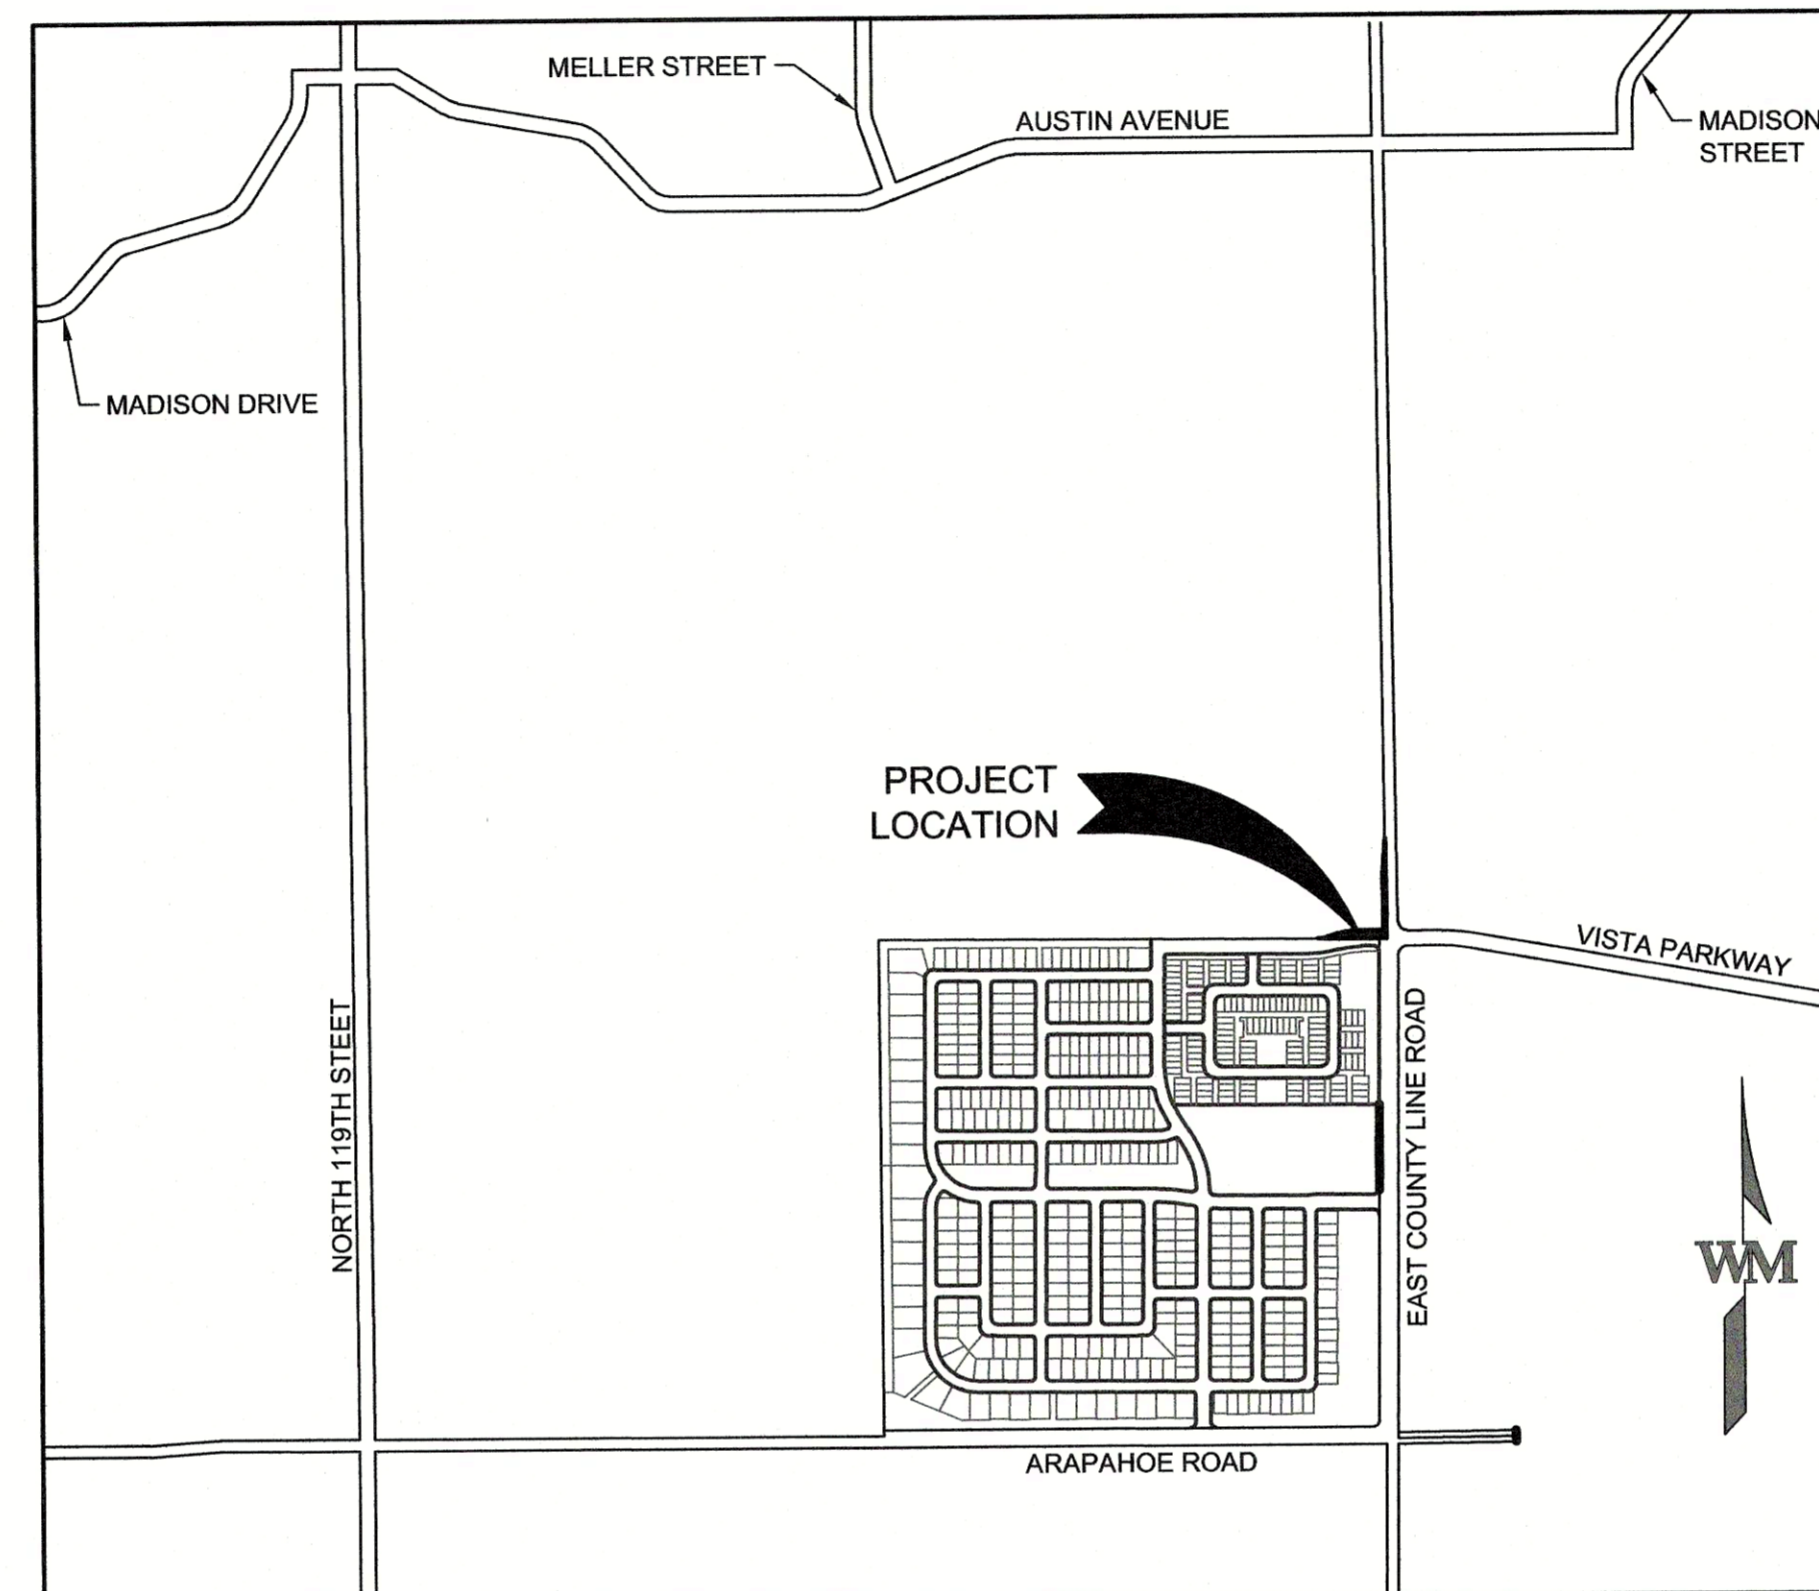 MELLER STREET
AUSTIN AVENUE
MADISON
STREET
MADISON DRIVE
PROJECT
LOCATION
VISTA PARKWAY
NORTH 119TH STEET
EAST COUNTY LINE ROAD
WM
ARAPAHOE ROAD